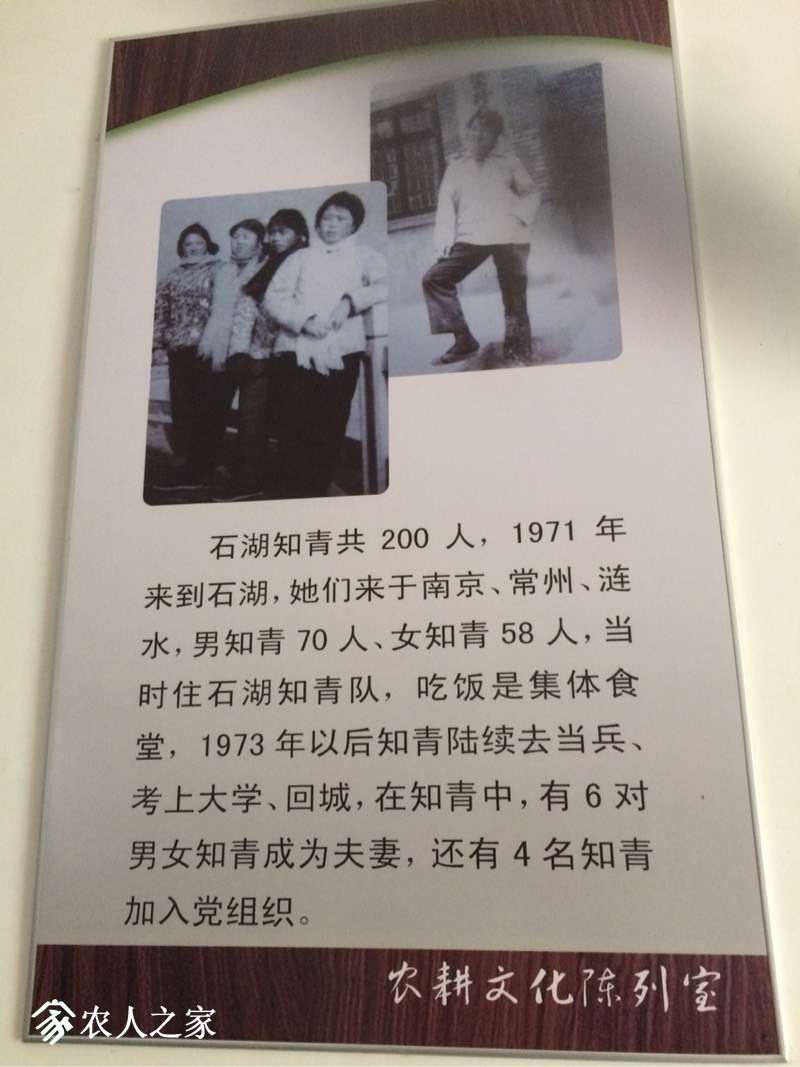 石湖知青共 200 人，1971 年
来到石湖，她们来于南京、常州、涟
水，男知青 70 人、女知青 58 人，当
时住石湖知青队，吃饭是集体食
堂，1973 年以后知青陆续去当兵、
考上大学、回城，在知青中，有 6 对
男女知青成为夫妻，还有 4 名知青
加入党组织。
农耕文化陈列室
农人之家